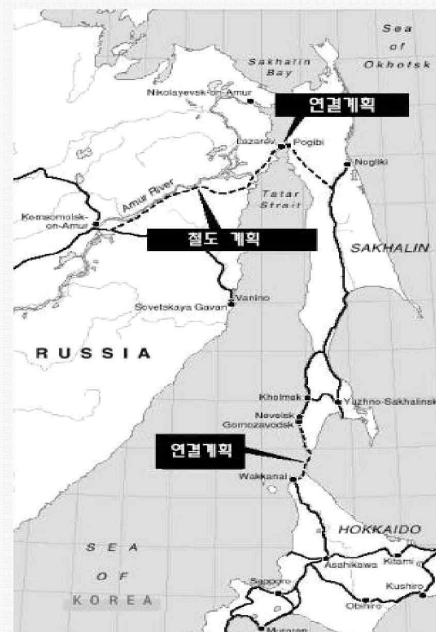 Sea
of
Okhotsk
Sakhalin
Bay
Nikolayevsk-on-Amur
연결계획
Lazarev
Pogibi
Nogliki
Amur River
Tatar
Strait
Komsomolsk-
on-Amur
철도 계획
SAKHALIN
Vanino
Sovetskaya Gavan
RUSSIA
Kholmsk
Yuzhno-Sakhalinsk
Nevelsk
Gornozavodsk
연결계획
Wakkanai
HOKKAIDO
SEA
OF
KOREA
Asahikawa
Kitami
Sapporo
Kushiro
Obihiro
Muroran